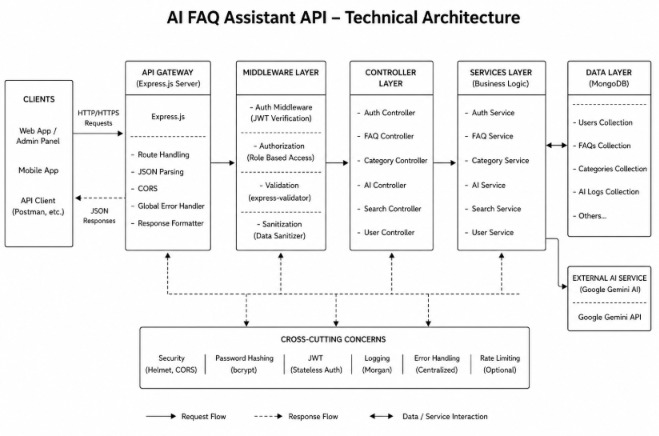 AI FAQ Assistant API – Technical Architecture
CLIENTS
Web App /
Admin Panel
Mobile App
API Client
(Postman, etc.)
HTTP/HTTPS
Requests
JSON
Responses
API GATEWAY
(Express.js Server)
Express.js
- Route Handling
- JSON Parsing
- CORS
- Global Error Handler
- Response Formatter
MIDDLEWARE LAYER
- Auth Middleware
(JWT Verification)
- Authorization
(Role Based Access)
- Validation
(express-validator)
- Sanitization
(Data Sanitizer)
CONTROLLER
LAYER
- Auth Controller
- FAQ Controller
- Category Controller
- AI Controller
- Search Controller
- User Controller
SERVICES LAYER
(Business Logic)
- Auth Service
- FAQ Service
- Category Service
- AI Service
- Search Service
- User Service
DATA LAYER
(MongoDB)
- Users Collection
- FAQs Collection
- Categories Collection
- AI Logs Collection
- Others...
EXTERNAL AI SERVICE
(Google Gemini AI)
Google Gemini API
CROSS-CUTTING CONCERNS
Security
(Helmet, CORS)
Password Hashing
(bcrypt)
JWT
(Stateless Auth)
Logging
(Morgan)
Error Handling
(Centralized)
Rate Limiting
(Optional)
Request Flow
Response Flow
Data / Service Interaction